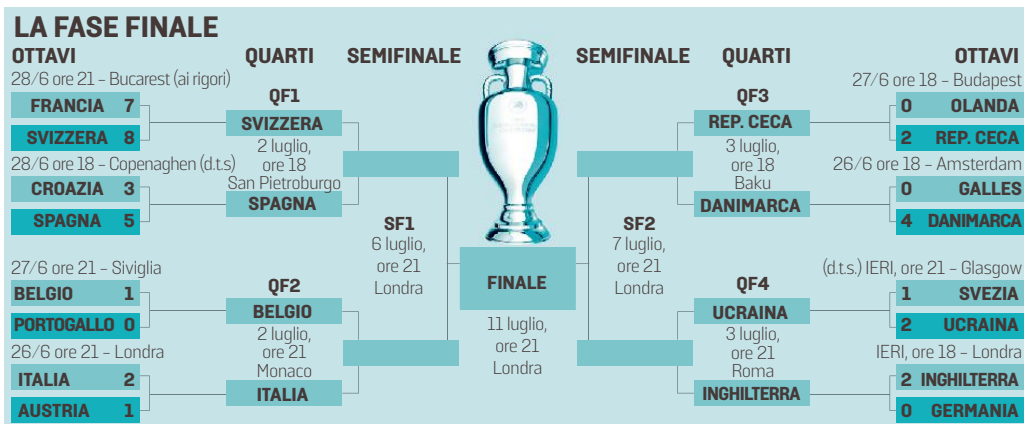 LA FASE FINALE
OTTAVI
28/6 ore 21 – Bucarest (ai rigori)
FRANCIA 7
SVIZZERA 8
28/6 ore 18 – Copenaghen (d.t.s)
CROAZIA 3
SPAGNA 5
27/6 ore 21 – Siviglia
BELGIO 1
PORTOGALLO 0
26/6 ore 21 – Londra
ITALIA 2
AUSTRIA 1
QUARTI
QF1
SVIZZERA
2 luglio,
ore 18
San Pietroburgo
SPAGNA
QF2
BELGIO
2 luglio,
ore 21
Monaco
ITALIA
SEMIFINALE
SF1
6 luglio,
ore 21
Londra
FINALE
11 luglio,
ore 21
Londra
SEMIFINALE
SF2
7 luglio,
ore 21
Londra
QUARTI
QF3
REP. CECA
3 luglio,
ore 18
Baku
DANIMARCA
QF4
UCRAINA
3 luglio,
ore 21
Roma
INGHILTERRA
OTTAVI
27/6 ore 18 – Budapest
0 OLANDA
2 REP. CECA
26/6 ore 18 – Amsterdam
0 GALLES
4 DANIMARCA
(d.t.s.) IERI, ore 21 – Glasgow
1 SVEZIA
2 UCRAINA
IERI, ore 18 – Londra
2 INGHILTERRA
0 GERMANIA